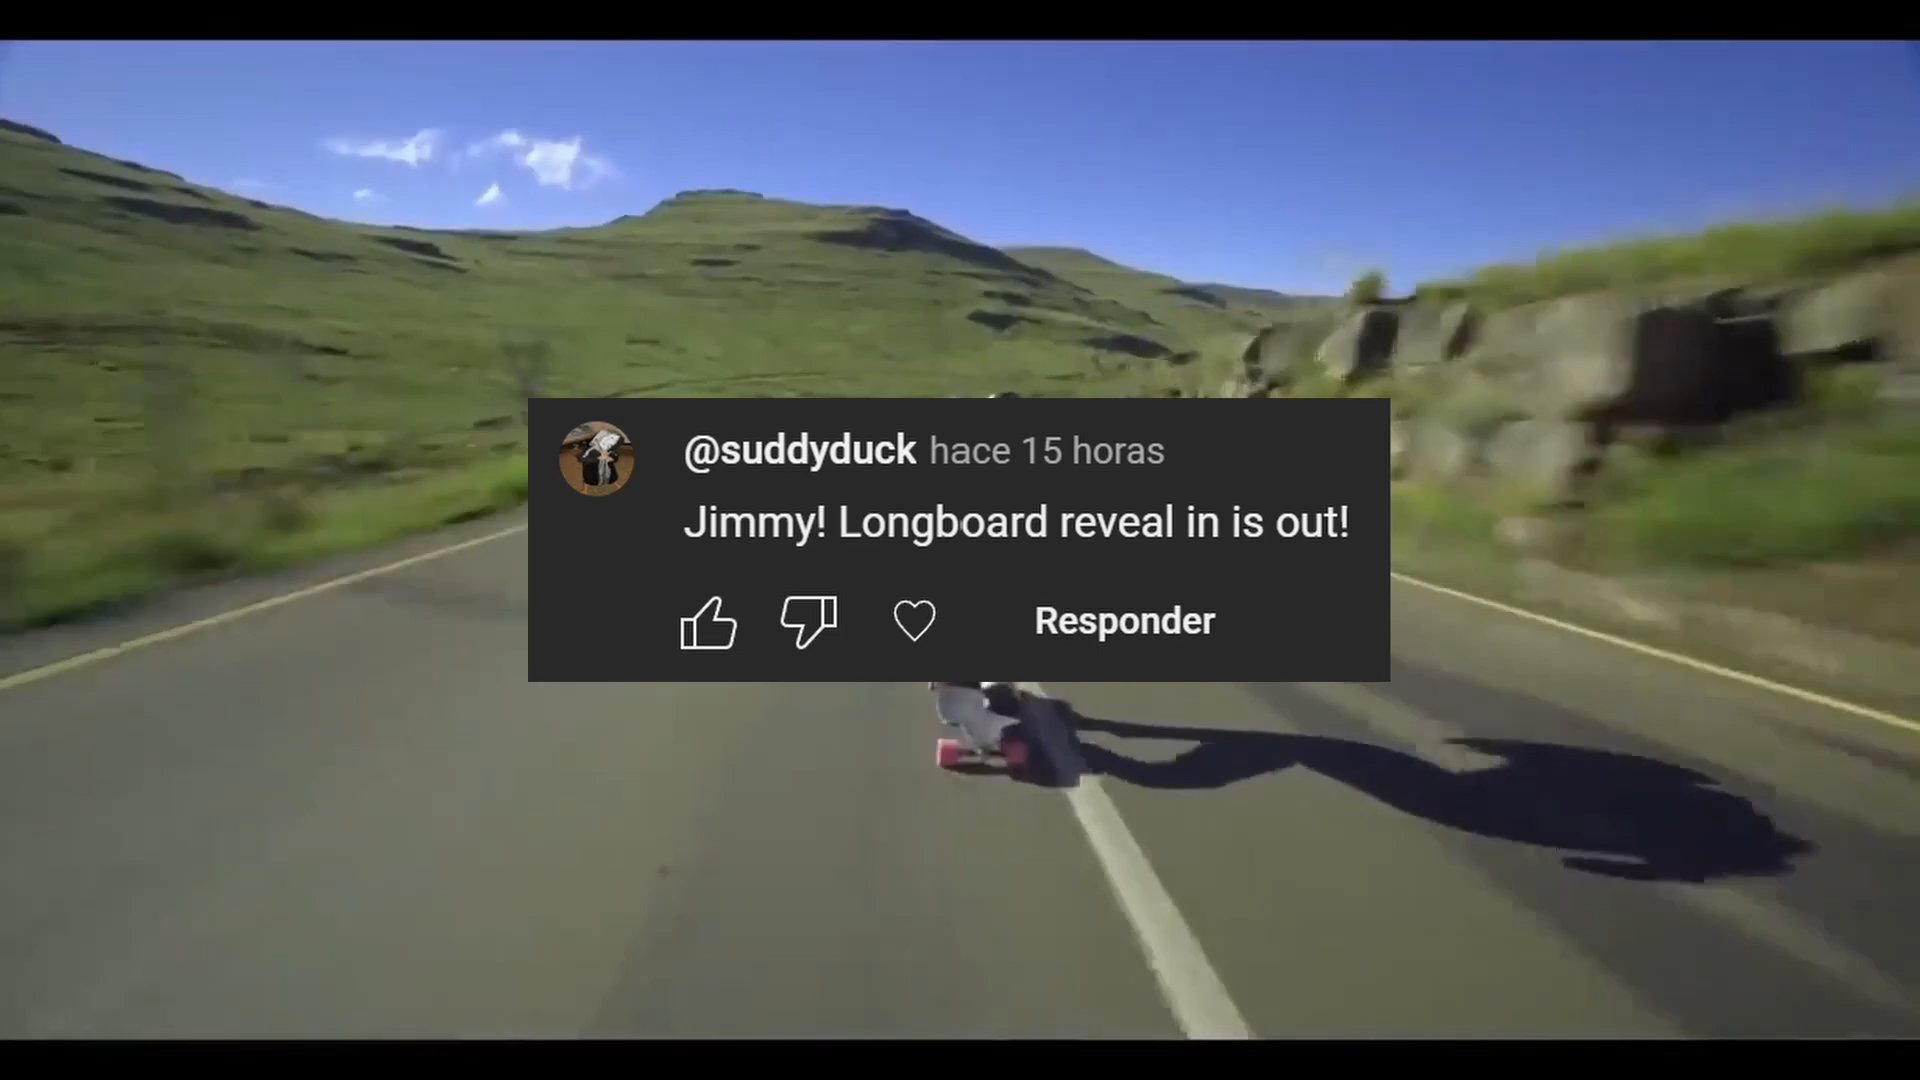 @suddyduck hace 15 horas
Jimmy! Longboard reveal in is out!
Responder